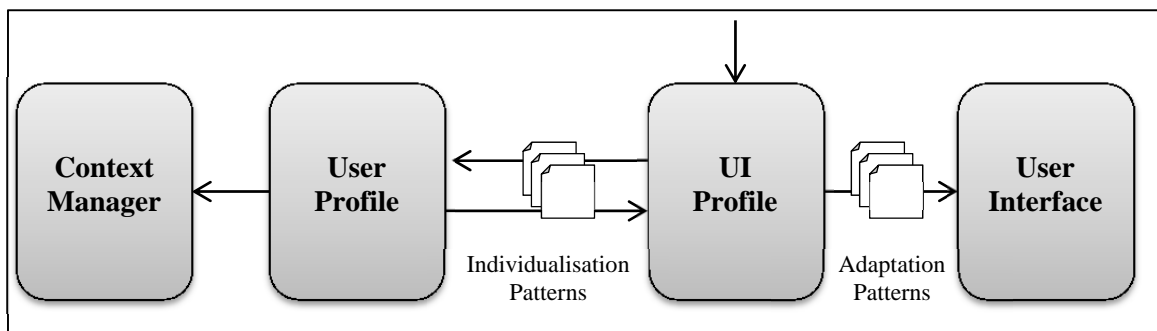 Context
Manager
User
Profile
Individualisation
Patterns
UI
Profile
Adaptation
Patterns
User
Interface